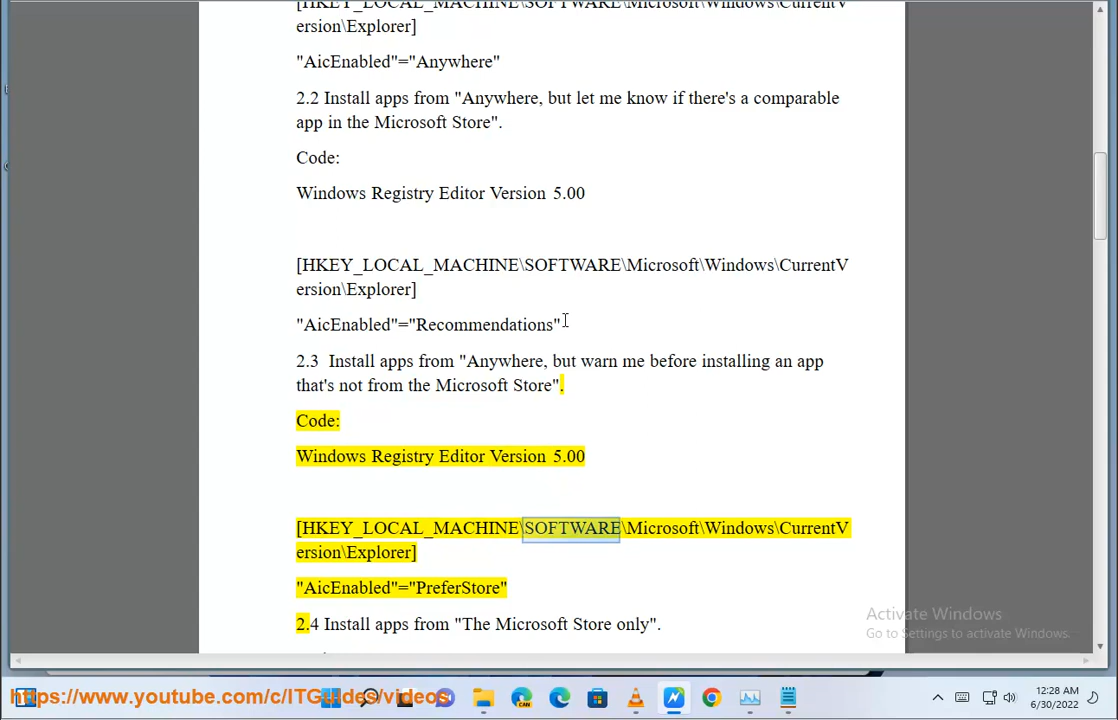 [HKEY_LOCAL_MACHINE\SOFTWARE\Microsoft\Windows\CurrentV
ersion\Explorer]
"AicEnabled"="Anywhere"
2.2 Install apps from "Anywhere, but let me know if there's a comparable
app in the Microsoft Store".
Code:
Windows Registry Editor Version 5.00
[HKEY_LOCAL_MACHINE\SOFTWARE\Microsoft\Windows\CurrentV
ersion\Explorer]
"AicEnabled"="Recommendations"
2.3 Install apps from "Anywhere, but warn me before installing an app
that's not from the Microsoft Store".
Code:
Windows Registry Editor Version 5.00
[HKEY_LOCAL_MACHINE\SOFTWARE\Microsoft\Windows\CurrentV
ersion\Explorer]
"AicEnabled"="PreferStore"
2.4 Install apps from "The Microsoft Store only".
Activate Windows
Go to Settings to activate Windows.
https://www.youtube.com/c/ITGuides/videos
CAN
12:28 AM
6/30/2022